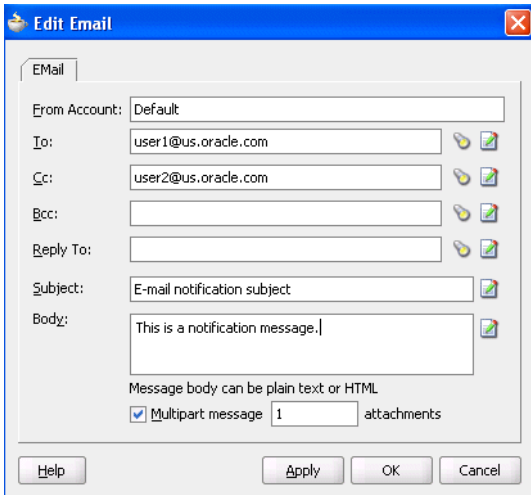 Edit Email
EMail
From Account: Default
To: user1@us.oracle.com
Cc: user2@us.oracle.com
Bcc:
Reply To:
Subject: E-mail notification subject
Body: This is a notification message.
Message body can be plain text or HTML
Multipart message 1 attachments
Help Apply OK Cancel